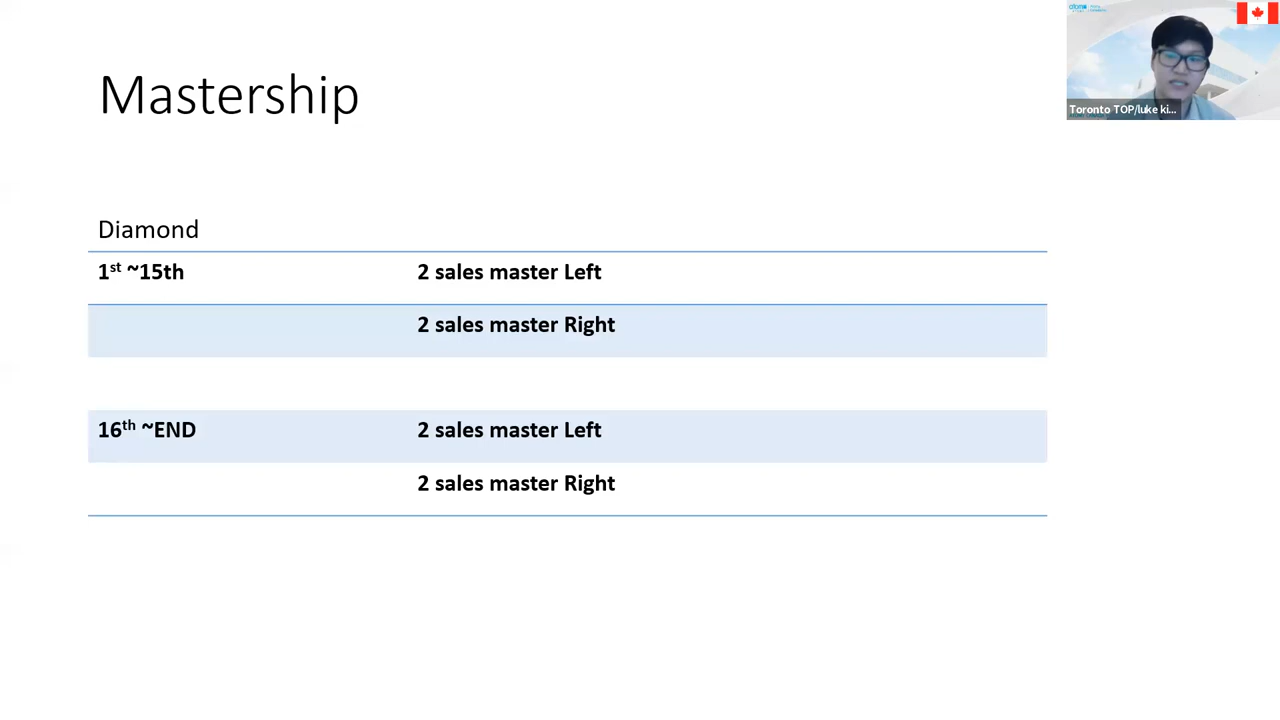 Mastership
Diamond
1st ~15th 2 sales master Left
2 sales master Right
16th ~END 2 sales master Left
2 sales master Right
Toronto TOP/luke ki...